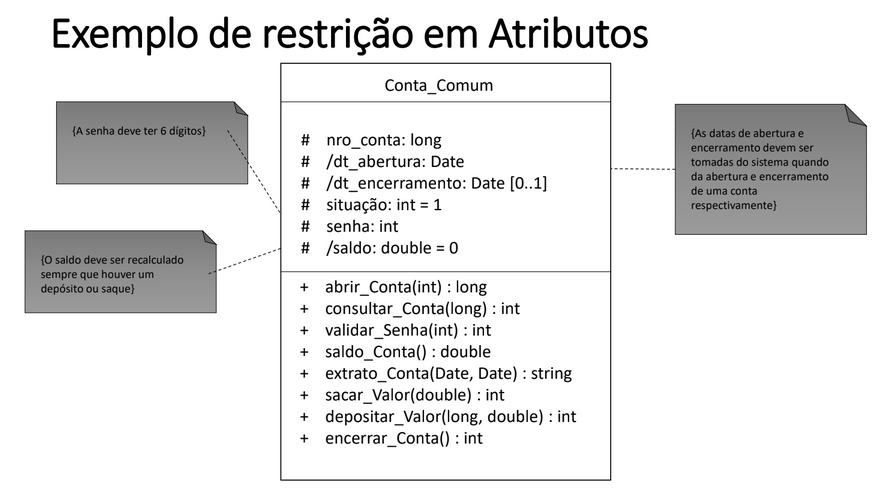 Exemplo de restrição em Atributos
Conta_Comum
{A senha deve ter 6 dígitos}
{O saldo deve ser recalculado
sempre que houver um
depósito ou saque}
# nro_conta: long
# /dt_abertura: Date
# /dt_encerramento: Date [0..1]
# situação: int = 1
# senha: int
# /saldo: double = 0
+ abrir_Conta(int) : long
+ consultar_Conta(long) : int
+ validar_Senha(int) : int
+ saldo_Conta() : double
+ extrato_Conta(Date, Date) : string
+ sacar_Valor(double) : int
+ depositar_Valor(long, double) : int
+ encerrar_Conta() : int
{As datas de abertura e
encerramento devem ser
tomadas do sistema quando
da abertura e encerramento
de uma conta
respectivamente}